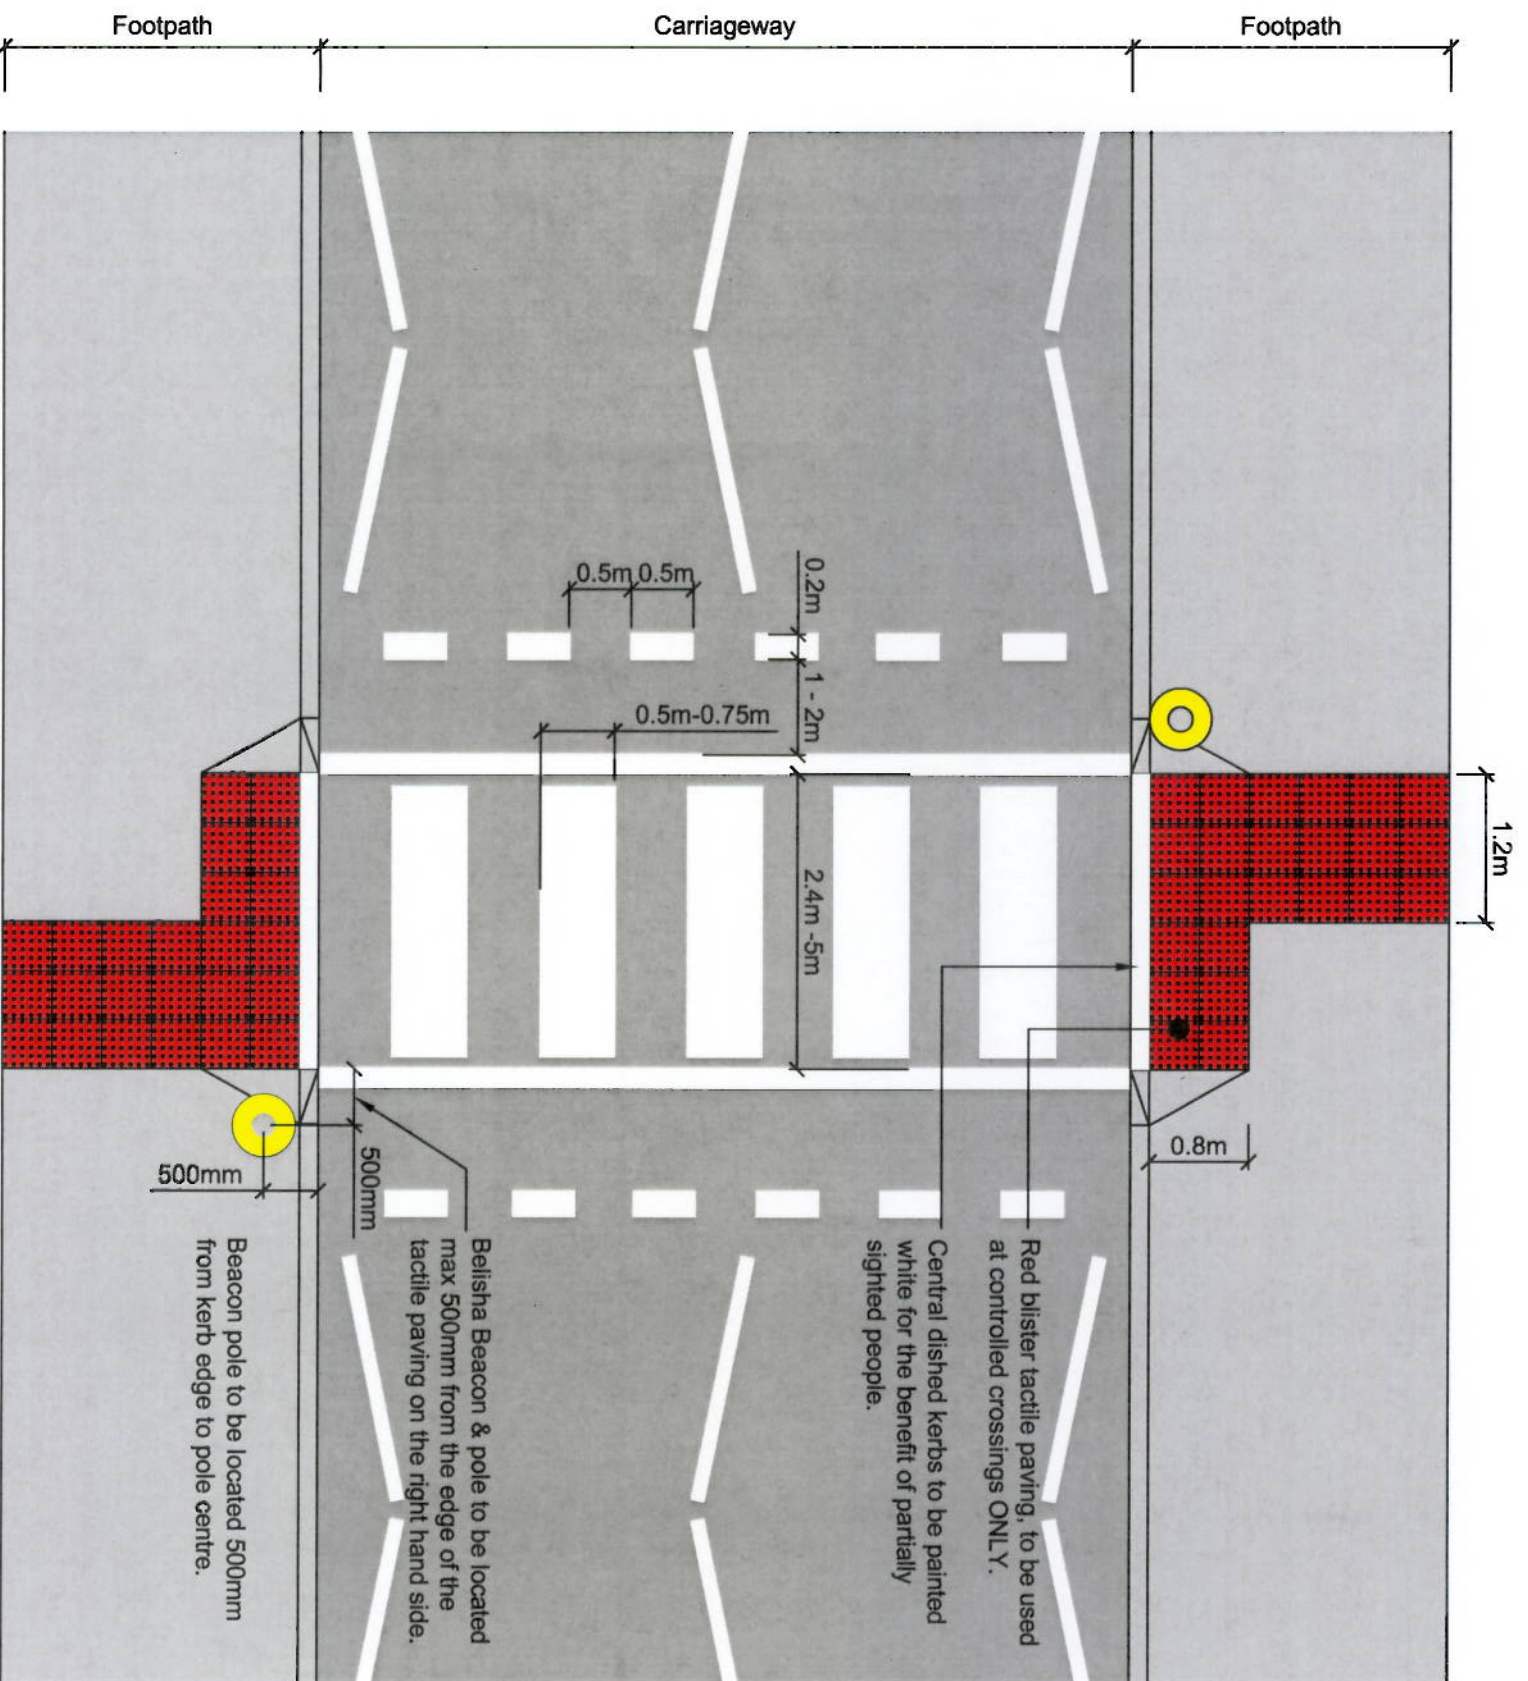 Footpath
Carriageway
Footpath
0.2m
0.5m 0.5m
1 - 2m
0.5m-0.75m
1.2m
2.4m -5m
0.8m
500mm
500mm
Red blister tactile paving, to be used
at controlled crossings ONLY.
Central dished kerbs to be painted
white for the benefit of partially
sighted people.
Belisha Beacon & pole to be located
max 500mm from the edge of the
tactile paving on the right hand side.
Beacon pole to be located 500mm
from kerb edge to pole centre.